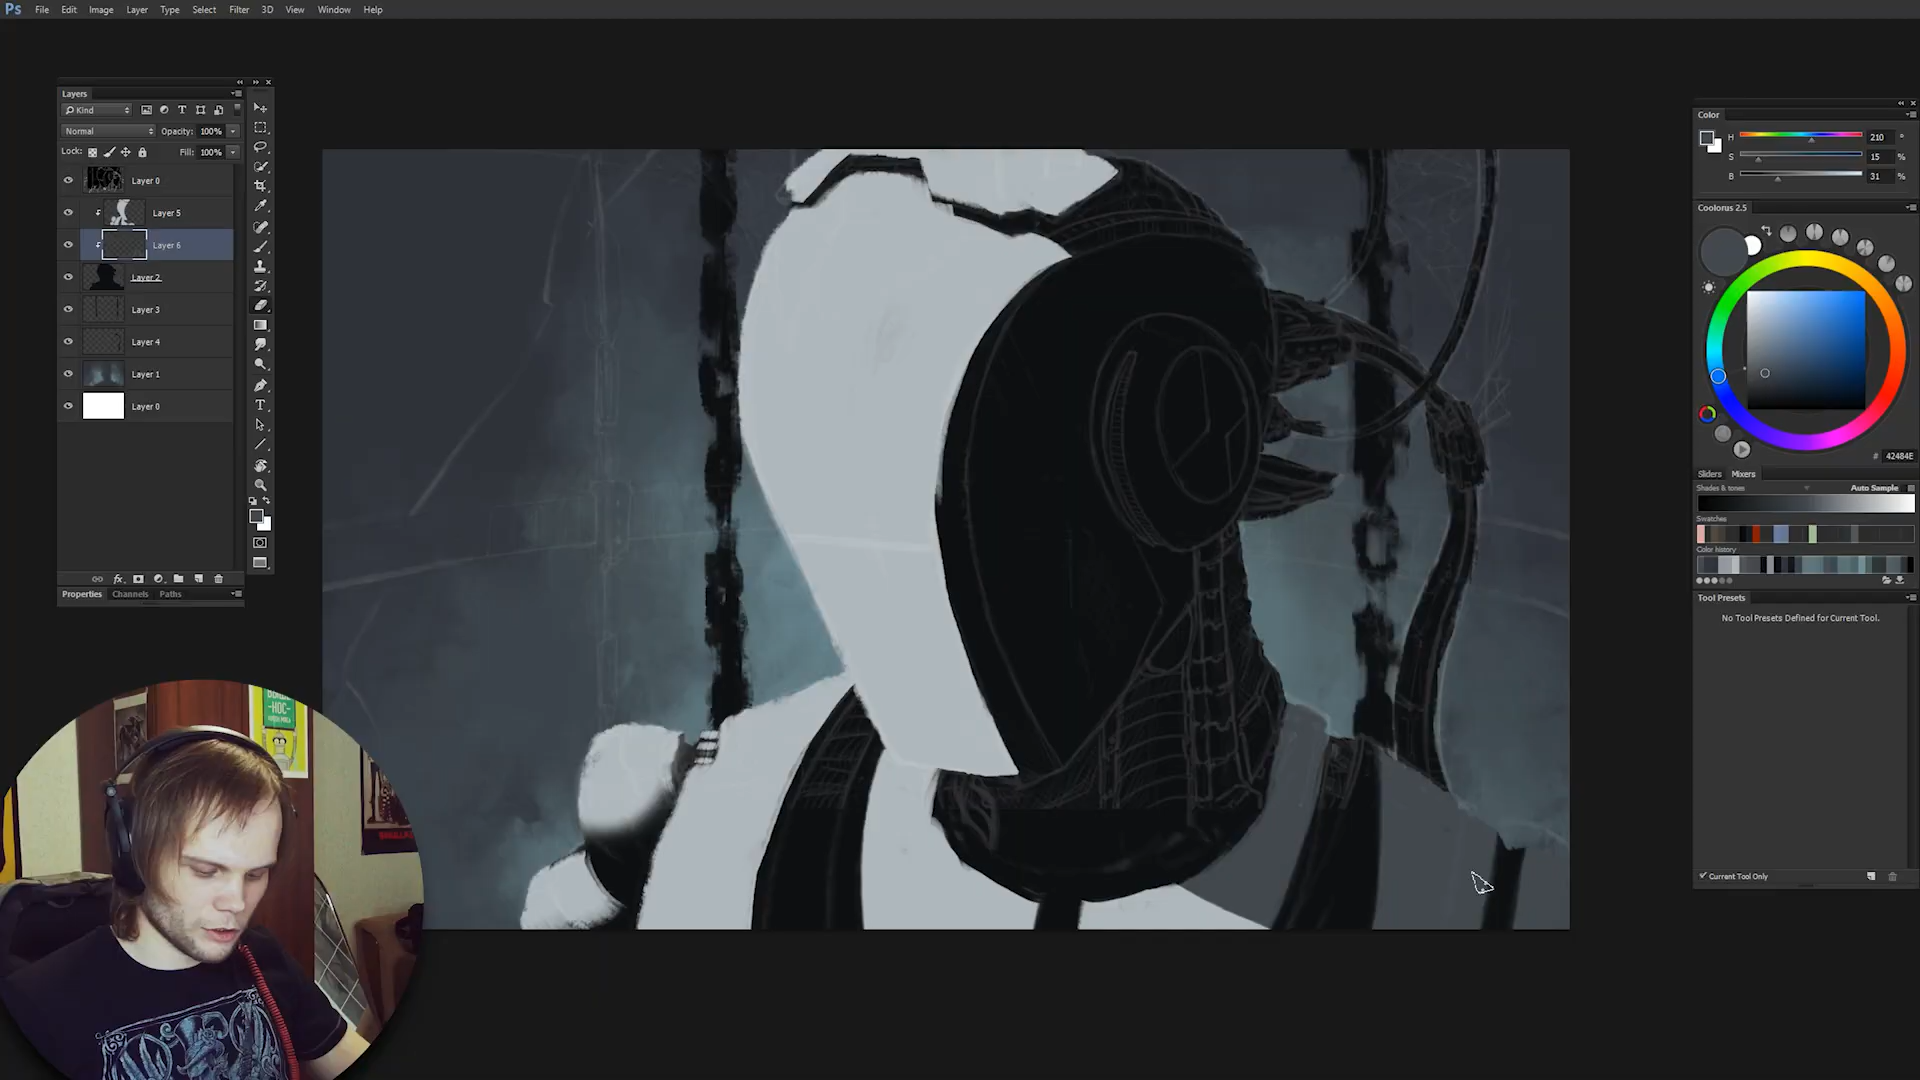 Ps File Edit Image Layer Type Select Filter 3D View Window Help
Layers
Kind
Normal Opacity: 100%
Lock: Fill: 100%
Layer 0
Layer 5
Layer 6
Layer 2
Layer 3
Layer 4
Layer 1
Layer 0
fx
Properties Channels Paths
Color
H 210 °
S 15 %
B 31 %
Coolorus 2.5
# 42484E
Sliders Mixers
Shades & tones Auto Sample
Swatches
Color history
Tool Presets
No Tool Presets Defined for Current Tool.
Current Tool Only
НОС